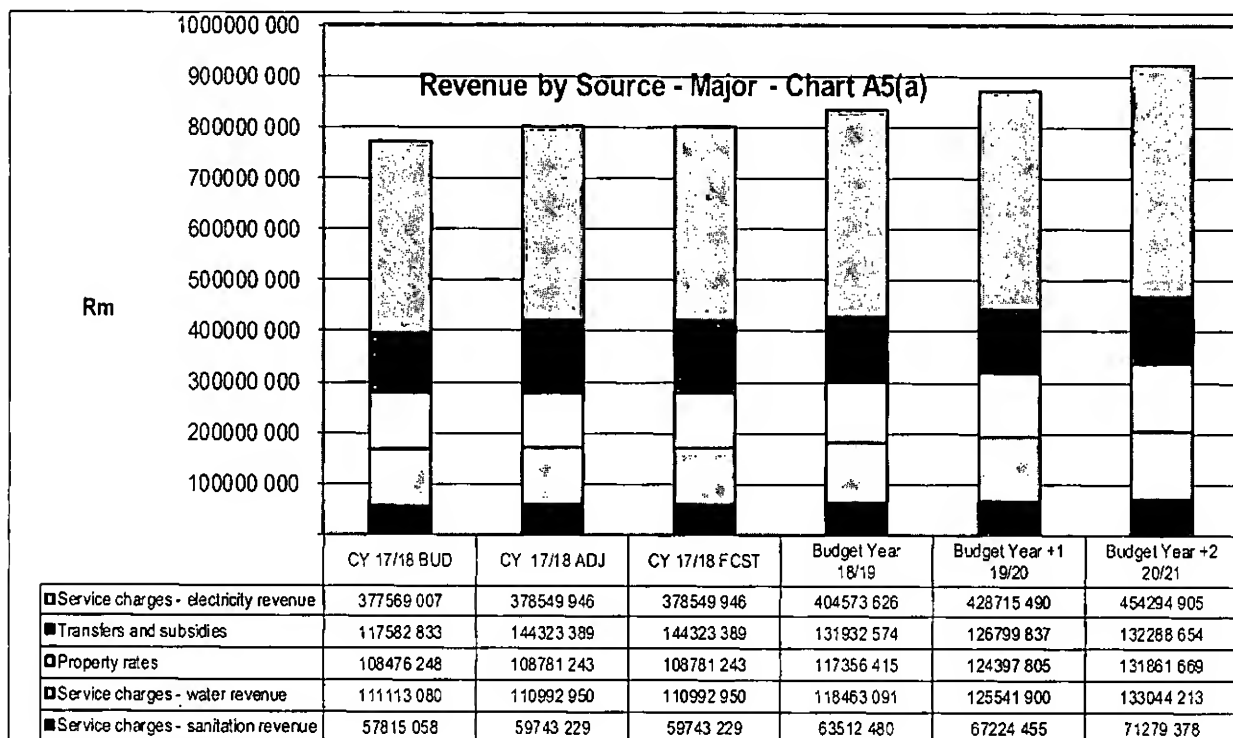 1000000 000
900000 000
Revenue by Source - Major - Chart A5(a)
800000 000
700000 000
600000 000
500000 000
Rm
400000 000
300000 000
200000 000
100000 000
CY 17/18 BUD CY 17/18 ADJ CY 17/18 FCST Budget Year 18/19 Budget Year +1 19/20 Budget Year +2 20/21
Service charges - electricity revenue 377569 007 378549 946 378549 946 404573 626 428715 490 454294 905
Transfers and subsidies 117582 833 144323 389 144323 389 131932 574 126799 837 132288 654
Property rates 108476 248 108781 243 108781 243 117356 415 124397 805 131861 669
Service charges - water revenue 111113 080 110992 950 110992 950 118463 091 125541 900 133044 213
Service charges - sanitation revenue 57815 058 59743 229 59743 229 63512 480 67224 455 71279 378